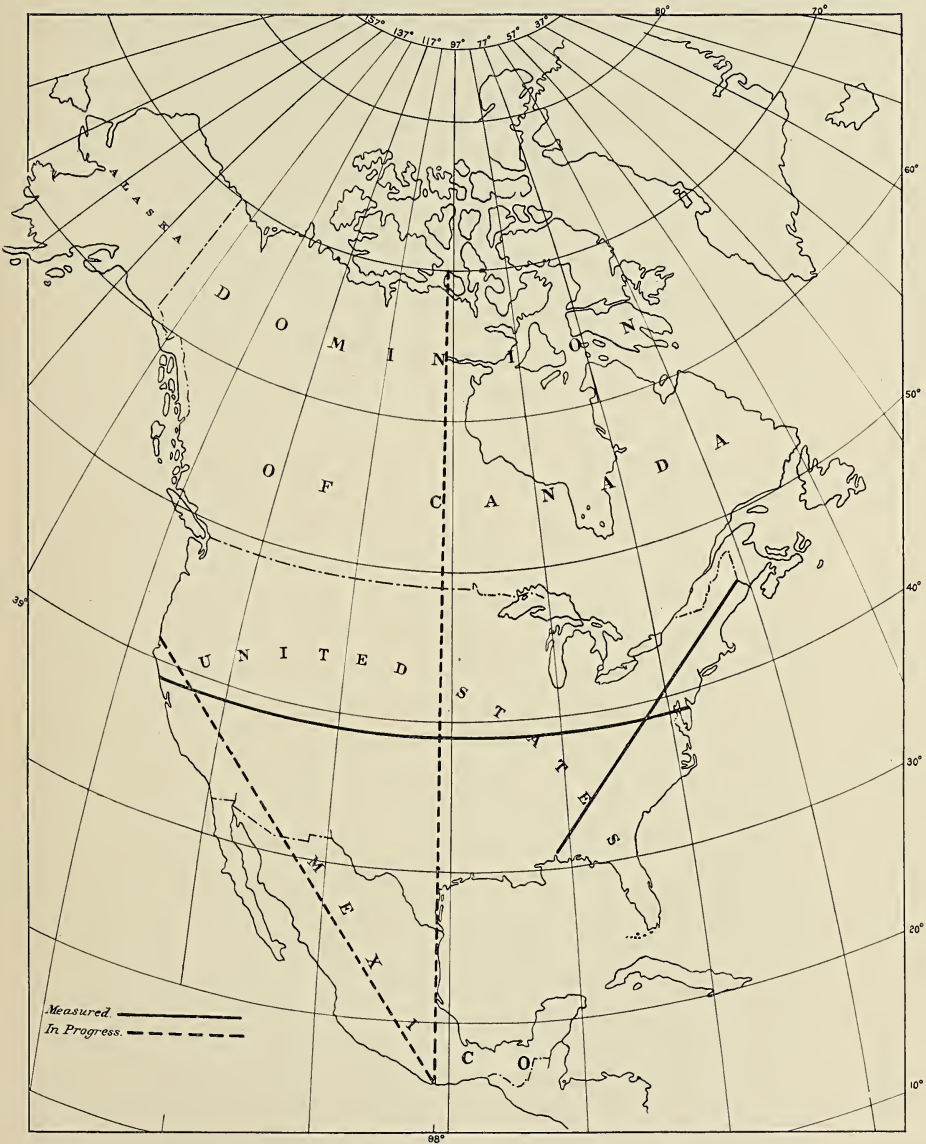 157° 137° 117° 97° 77° 57° 37° 80° 70°
60°
ALASKA
DOMINION
50°
OF CANADA
40°
39°
UNITED STATES
30°
MEXICO
20°
Measured.
In Progress.
10°
98°